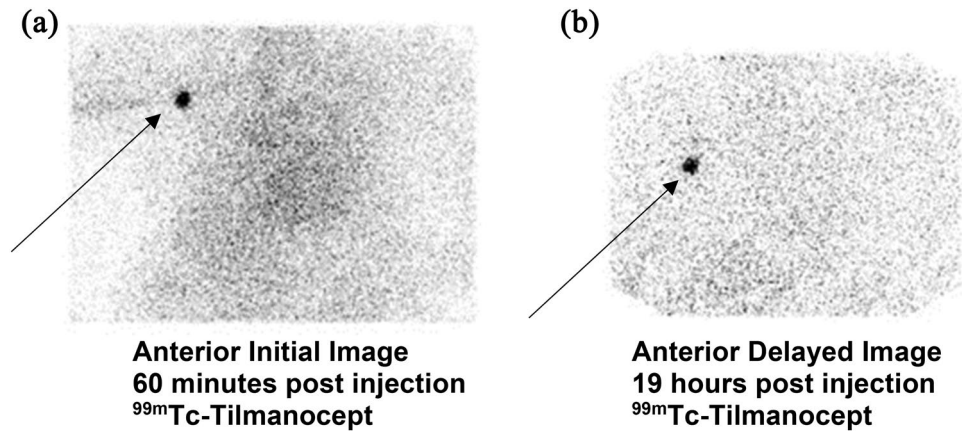 (a)
Anterior Initial Image
60 minutes post injection
⁹⁹ᵐTc-Tilmanocept
(b)
Anterior Delayed Image
19 hours post injection
⁹⁹ᵐTc-Tilmanocept